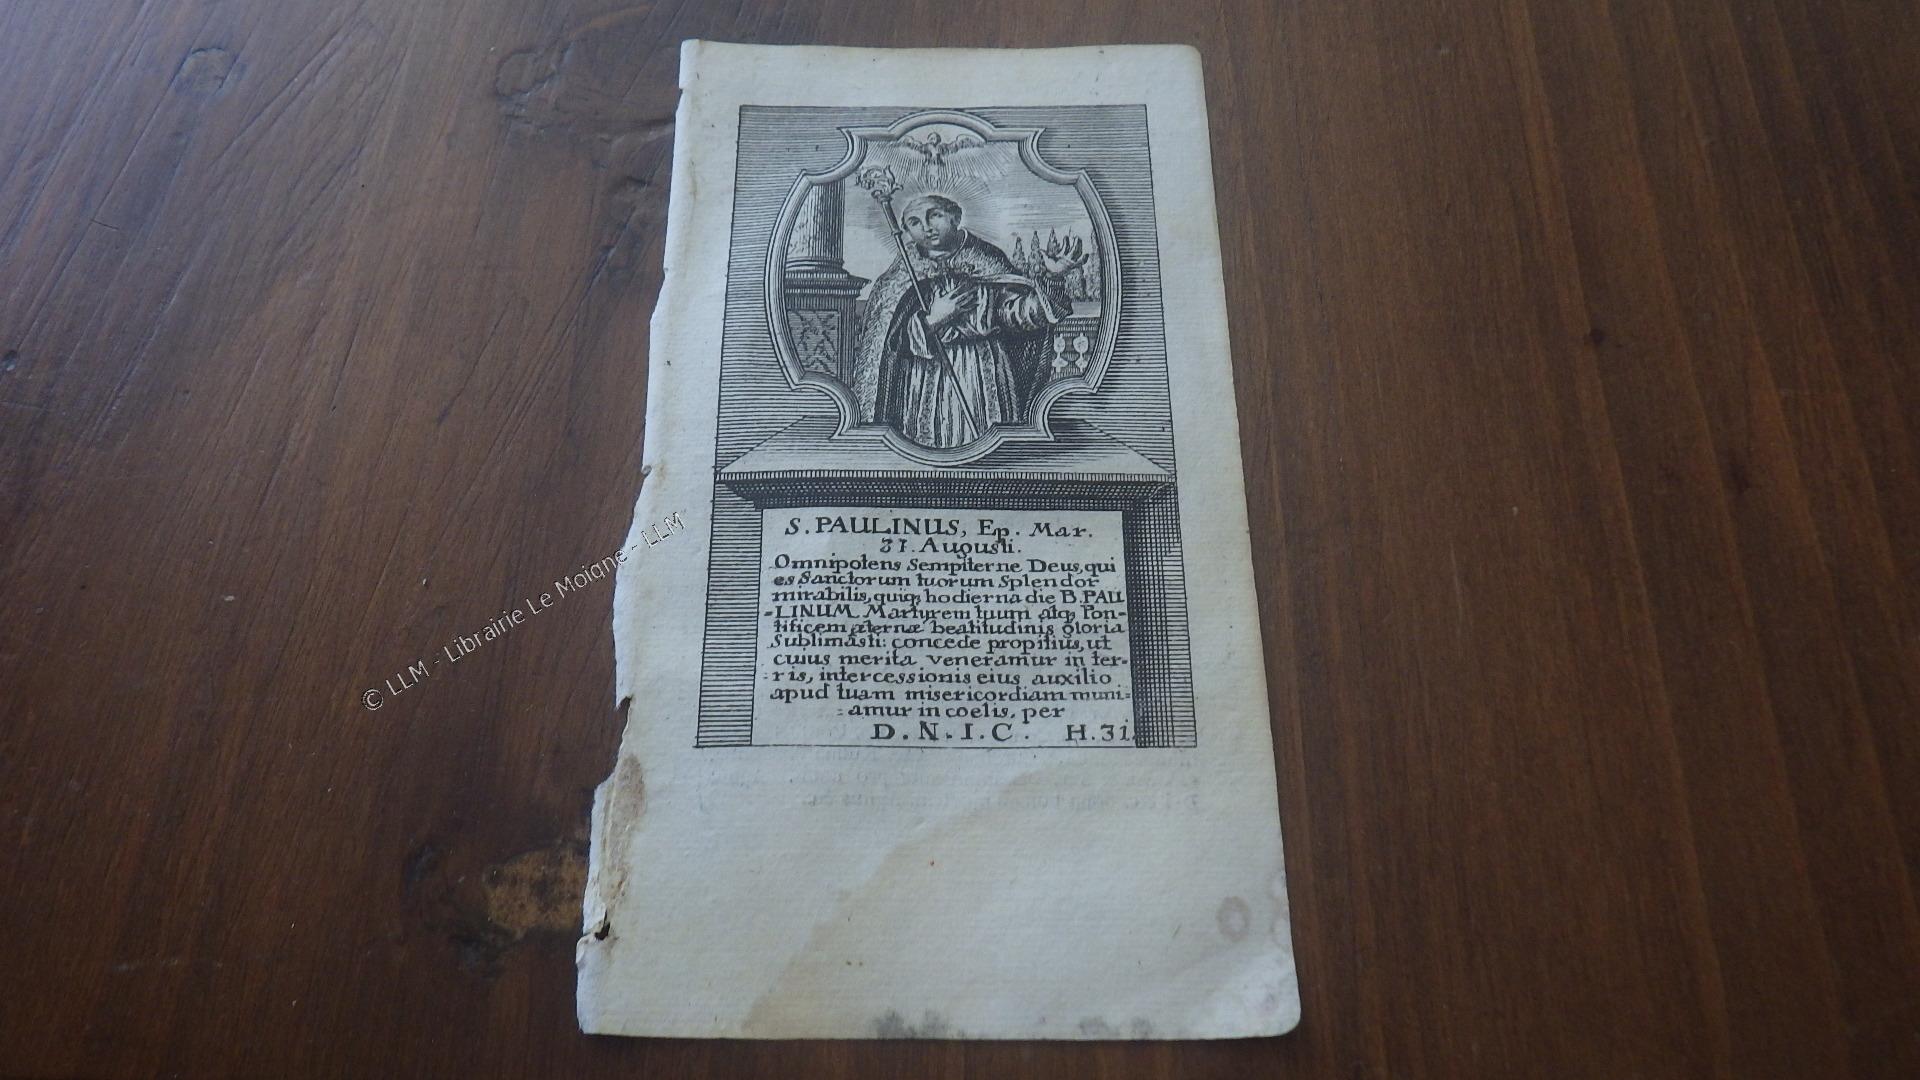 S. PAULINUS, Ep. Mar.
31. Augusti.
Omnipotens Sempiterne Deus, qui
es Sanctorum tuorum Splendor
mirabilis, quiq; hodierna die B. PAU
=LINUM Martyrem tuum atq; Pon-
tificem æternæ beatitudinis gloria
Sublimasti: concede propitius, ut
cuius merita veneramur in ter-
:ris, intercessionis eius auxilio
apud tuam misericordiam muni=
:amur in coelis, per
D. N. I. C. H. 31.
© LLM - Librairie Le Moigne - LLM